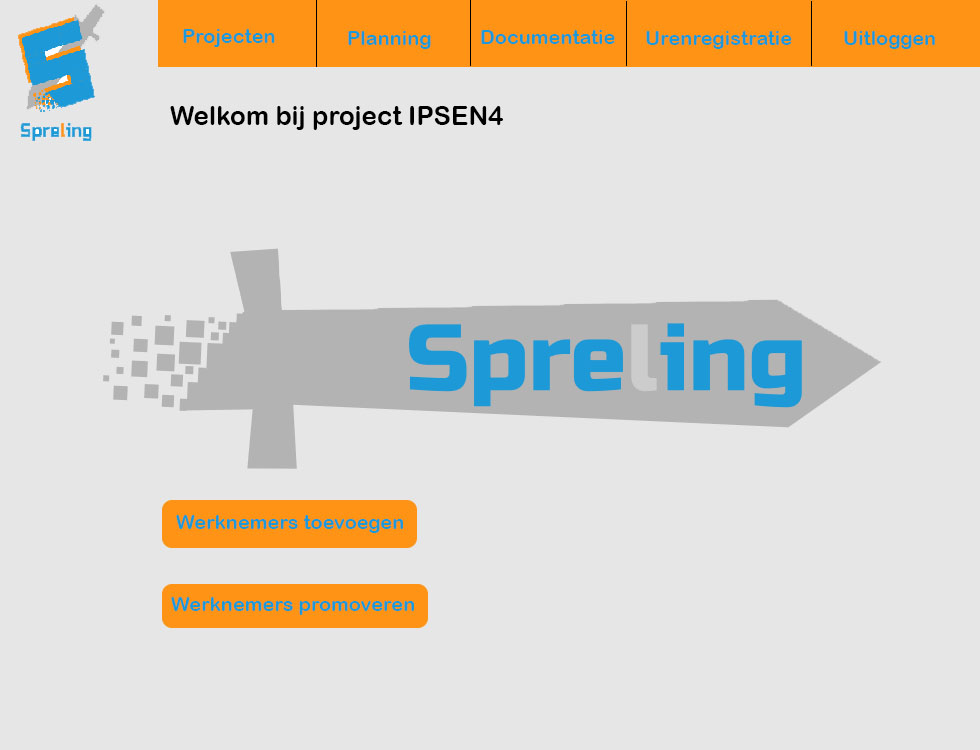 Projecten
Planning
Documentatie
Urenregistratie
Uitloggen
Spreling
Welkom bij project IPSEN4
Spreling
Werknemers toevoegen
Werknemers promoveren